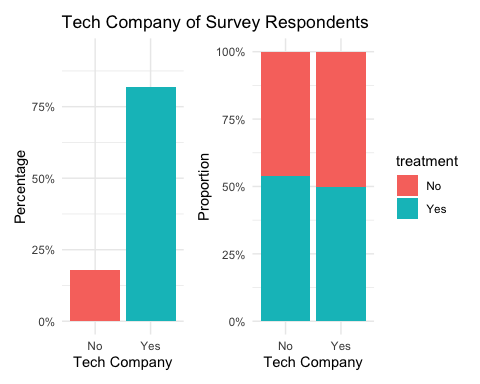 Tech Company of Survey Respondents
Percentage
75%
50%
25%
0%
No Yes
Tech Company
Proportion
100%
75%
50%
25%
0%
No Yes
Tech Company
treatment
No
Yes